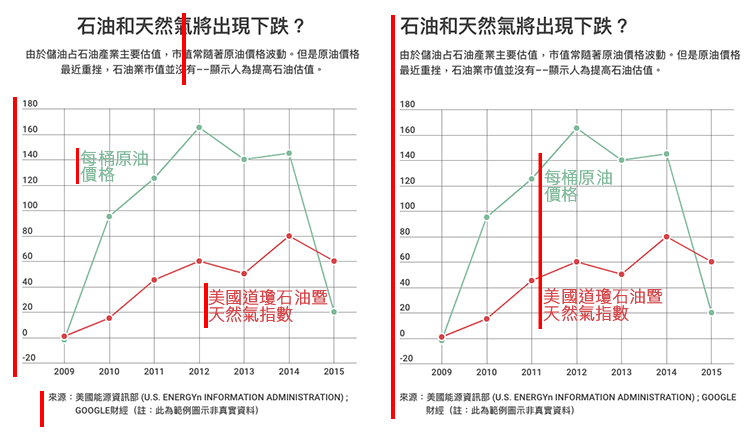 石油和天然氣將出現下跌？
由於儲油占石油產業主要估值，市值常隨著原油價格波動。但是原油價格
最近重挫，石油業市值並沒有––顯示人為提高石油估值。
180
160
140
120
100
80
60
40
20
0
-20
每桶原油
價格
美國道瓊石油暨
天然氣指數
2009 2010 2011 2012 2013 2014 2015
來源：美國能源資訊部 (U.S. ENERGYn INFORMATION ADMINISTRATION)；
GOOGLE財經（註：此為範例圖示非真實資料）
石油和天然氣將出現下跌？
由於儲油占石油產業主要估值，市值常隨著原油價格波動。但是原油價格
最近重挫，石油業市值並沒有––顯示人為提高石油估值。
180
160
140
120
100
80
60
40
20
0
-20
每桶原油
價格
美國道瓊石油暨
天然氣指數
2009 2010 2011 2012 2013 2014 2015
來源：美國能源資訊部 (U.S. ENERGYn INFORMATION ADMINISTRATION)；GOOGLE
財經（註：此為範例圖示非真實資料）